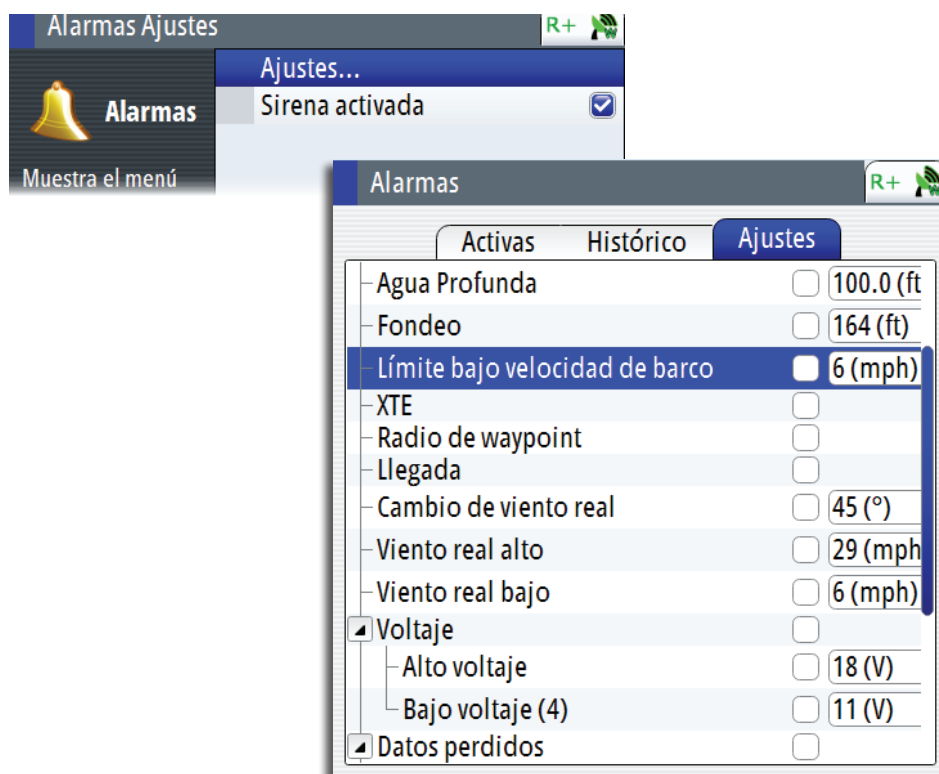 Alarmas Ajustes R+
Ajustes...
Alarmas
Sirena activada
Muestra el menú
Alarmas R+
Activas Histórico Ajustes
Agua Profunda 100.0 (ft
Fondeo 164 (ft)
Límite bajo velocidad de barco 6 (mph)
XTE
Radio de waypoint
Llegada
Cambio de viento real 45 (°)
Viento real alto 29 (mph
Viento real bajo 6 (mph)
Voltaje
Alto voltaje 18 (V)
Bajo voltaje (4) 11 (V)
Datos perdidos